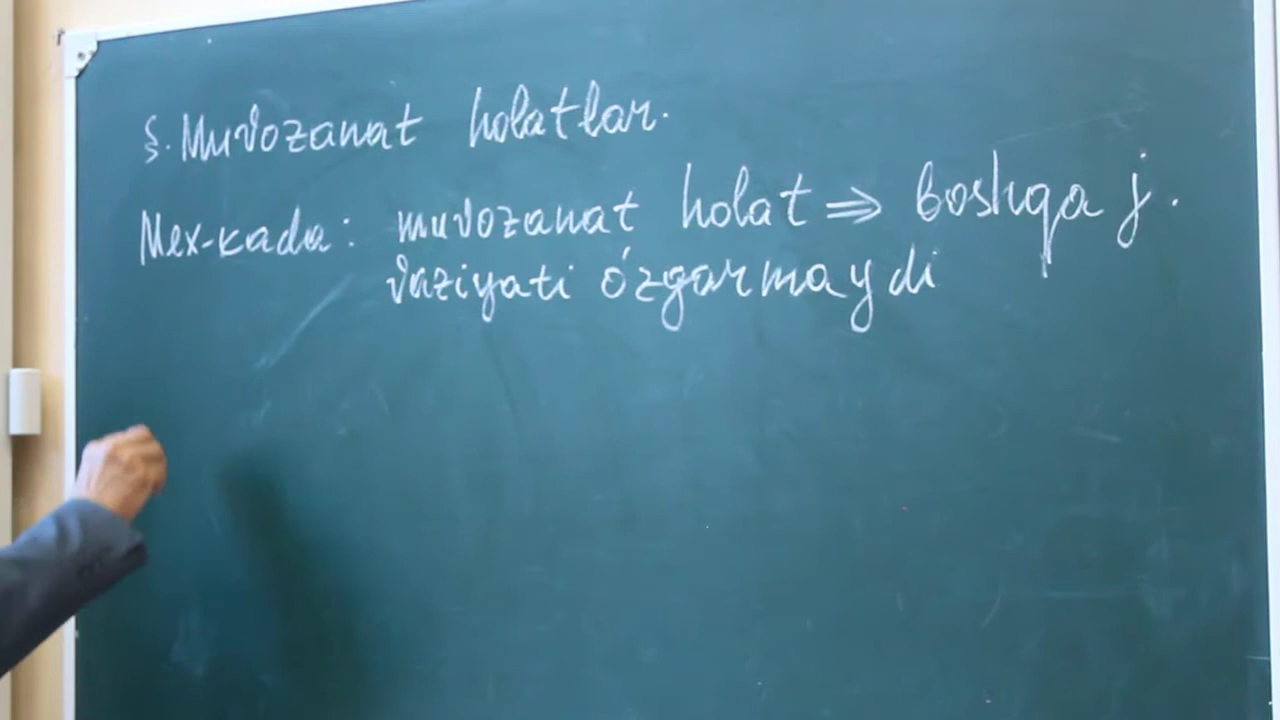 §. Muvozanat holatlar.
Mex-kada: muvozanat holat ⇒ boshqa j.
vaziyati o'zgarmaydi